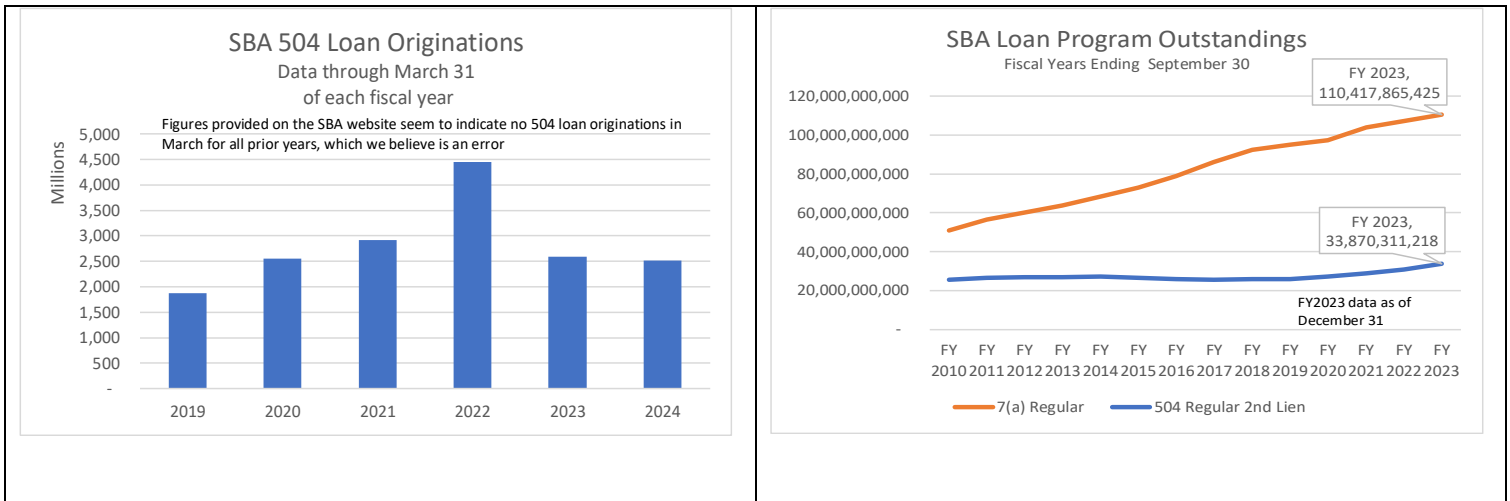 SBA 504 Loan Originations
Data through March 31
of each fiscal year
Figures provided on the SBA website seem to indicate no 504 loan originations in
March for all prior years, which we believe is an error
Millions
5,000
4,500
4,000
3,500
3,000
2,500
2,000
1,500
1,000
500
-
2019 2020 2021 2022 2023 2024
SBA Loan Program Outstandings
Fiscal Years Ending September 30
FY 2023,
110,417,865,425
120,000,000,000
100,000,000,000
80,000,000,000
60,000,000,000
40,000,000,000
20,000,000,000
-
FY 2023,
33,870,311,218
FY2023 data as of
December 31
FY FY FY FY FY FY FY FY FY FY FY FY FY FY
2010 2011 2012 2013 2014 2015 2016 2017 2018 2019 2020 2021 2022 2023
7(a) Regular 504 Regular 2nd Lien